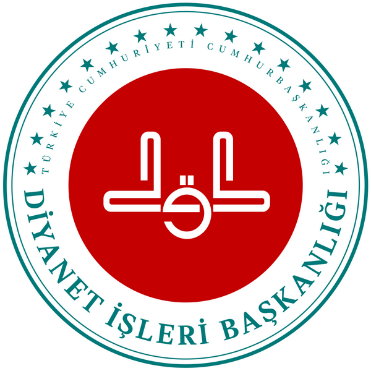 TÜRKİYE CUMHURİYETİ CUMHURBAŞKANLIĞI
DİYANET İŞLERİ BAŞKANLIĞI